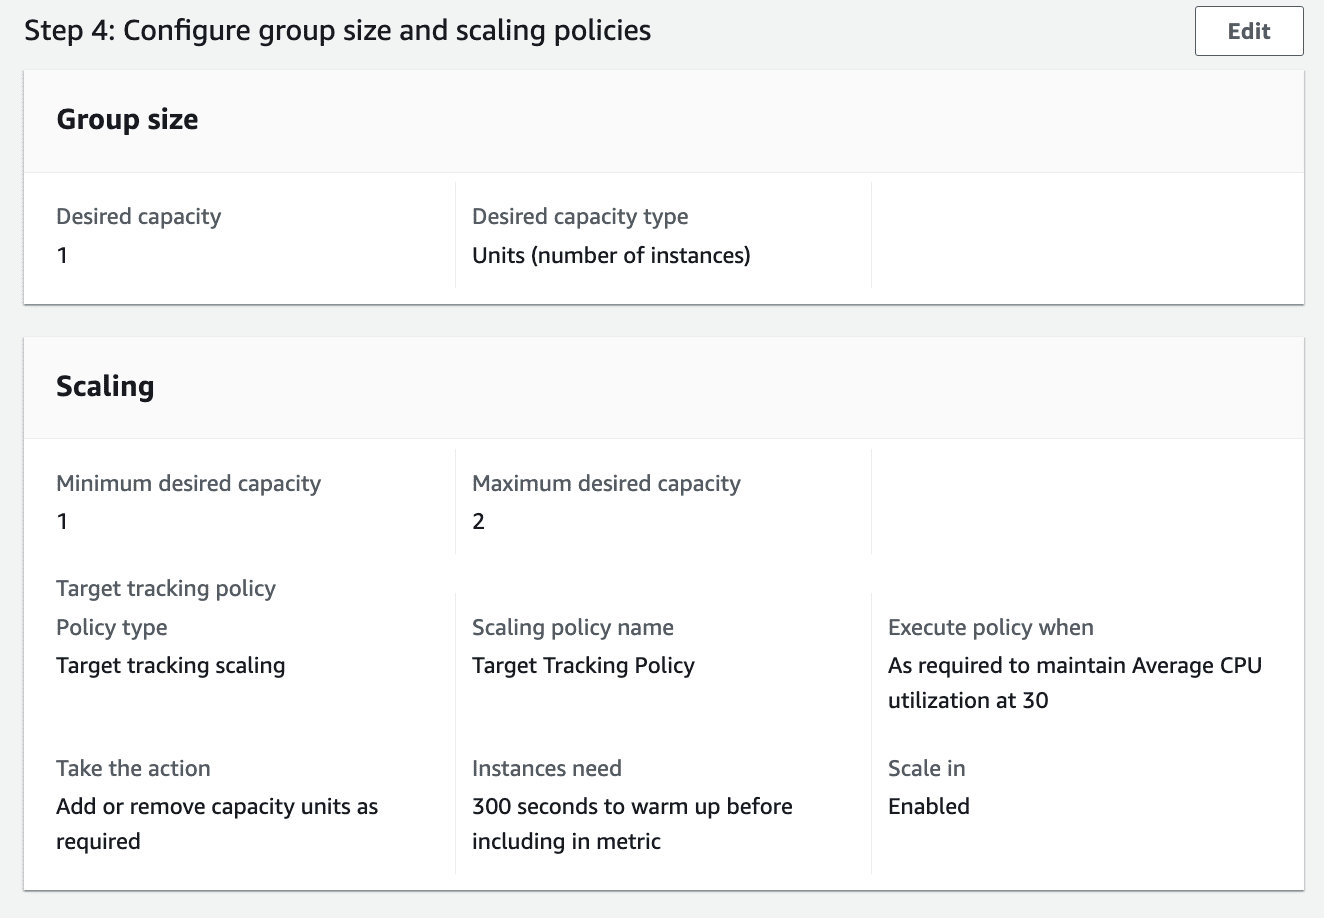 Step 4: Configure group size and scaling policies
Edit
Group size
Desired capacity
1
Desired capacity type
Units (number of instances)
Scaling
Minimum desired capacity
1
Maximum desired capacity
2
Target tracking policy
Policy type
Target tracking scaling
Scaling policy name
Target Tracking Policy
Execute policy when
As required to maintain Average CPU
utilization at 30
Take the action
Add or remove capacity units as
required
Instances need
300 seconds to warm up before
including in metric
Scale in
Enabled